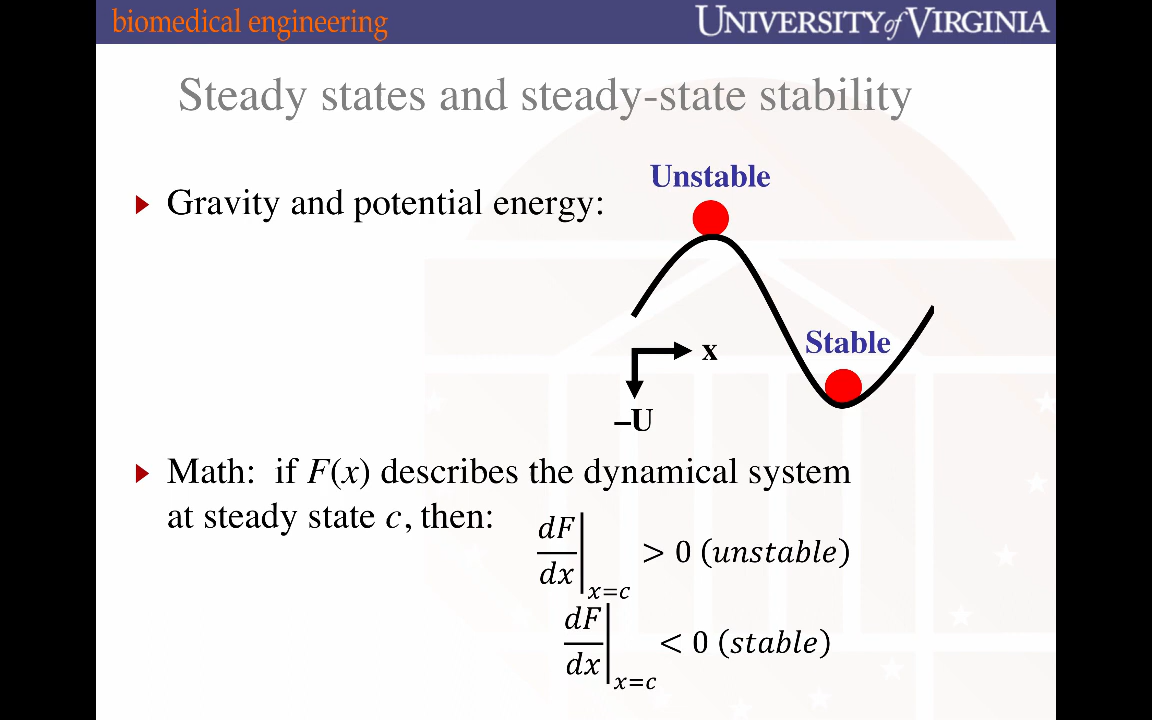 biomedical engineering
UNIVERSITY of VIRGINIA
Steady states and steady-state stability
Unstable
Gravity and potential energy:
Stable
x
–U
Math: if F(x) describes the dynamical system
at steady state c, then:
dF/dx|x=c > 0 (unstable)
dF/dx|x=c < 0 (stable)